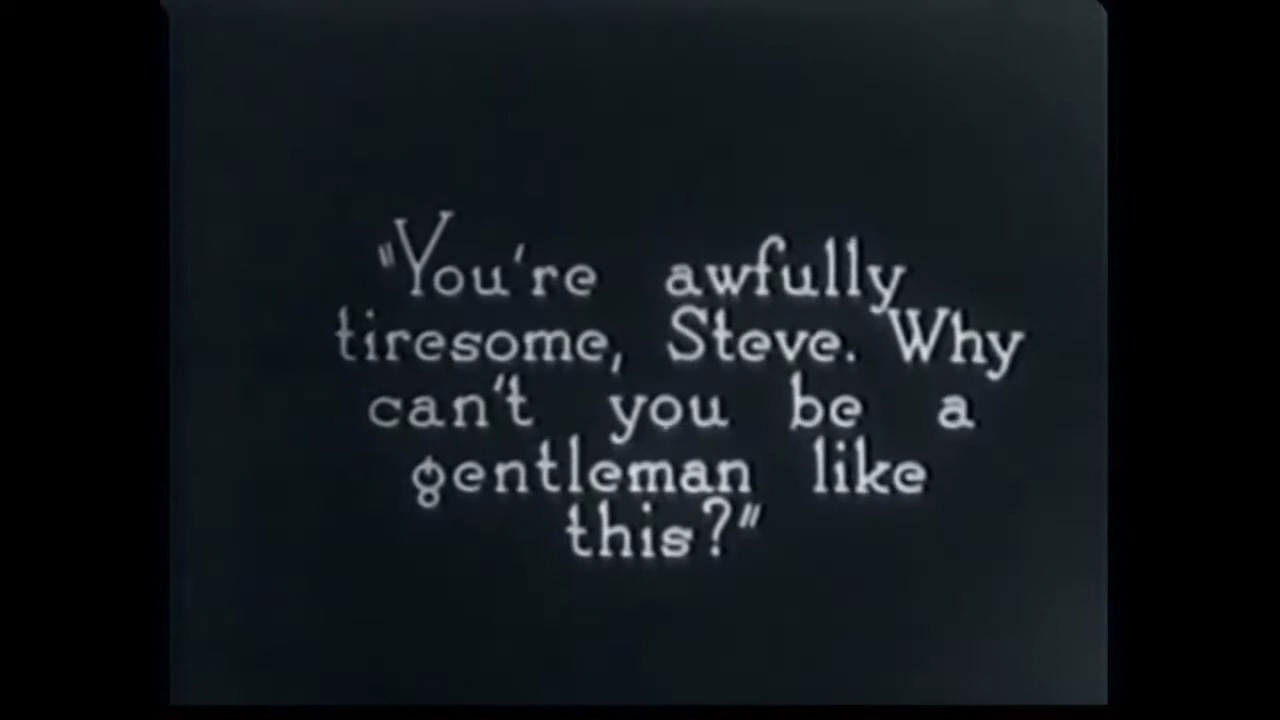 "You're awfully
tiresome, Steve. Why
can't you be a
gentleman like
this?"